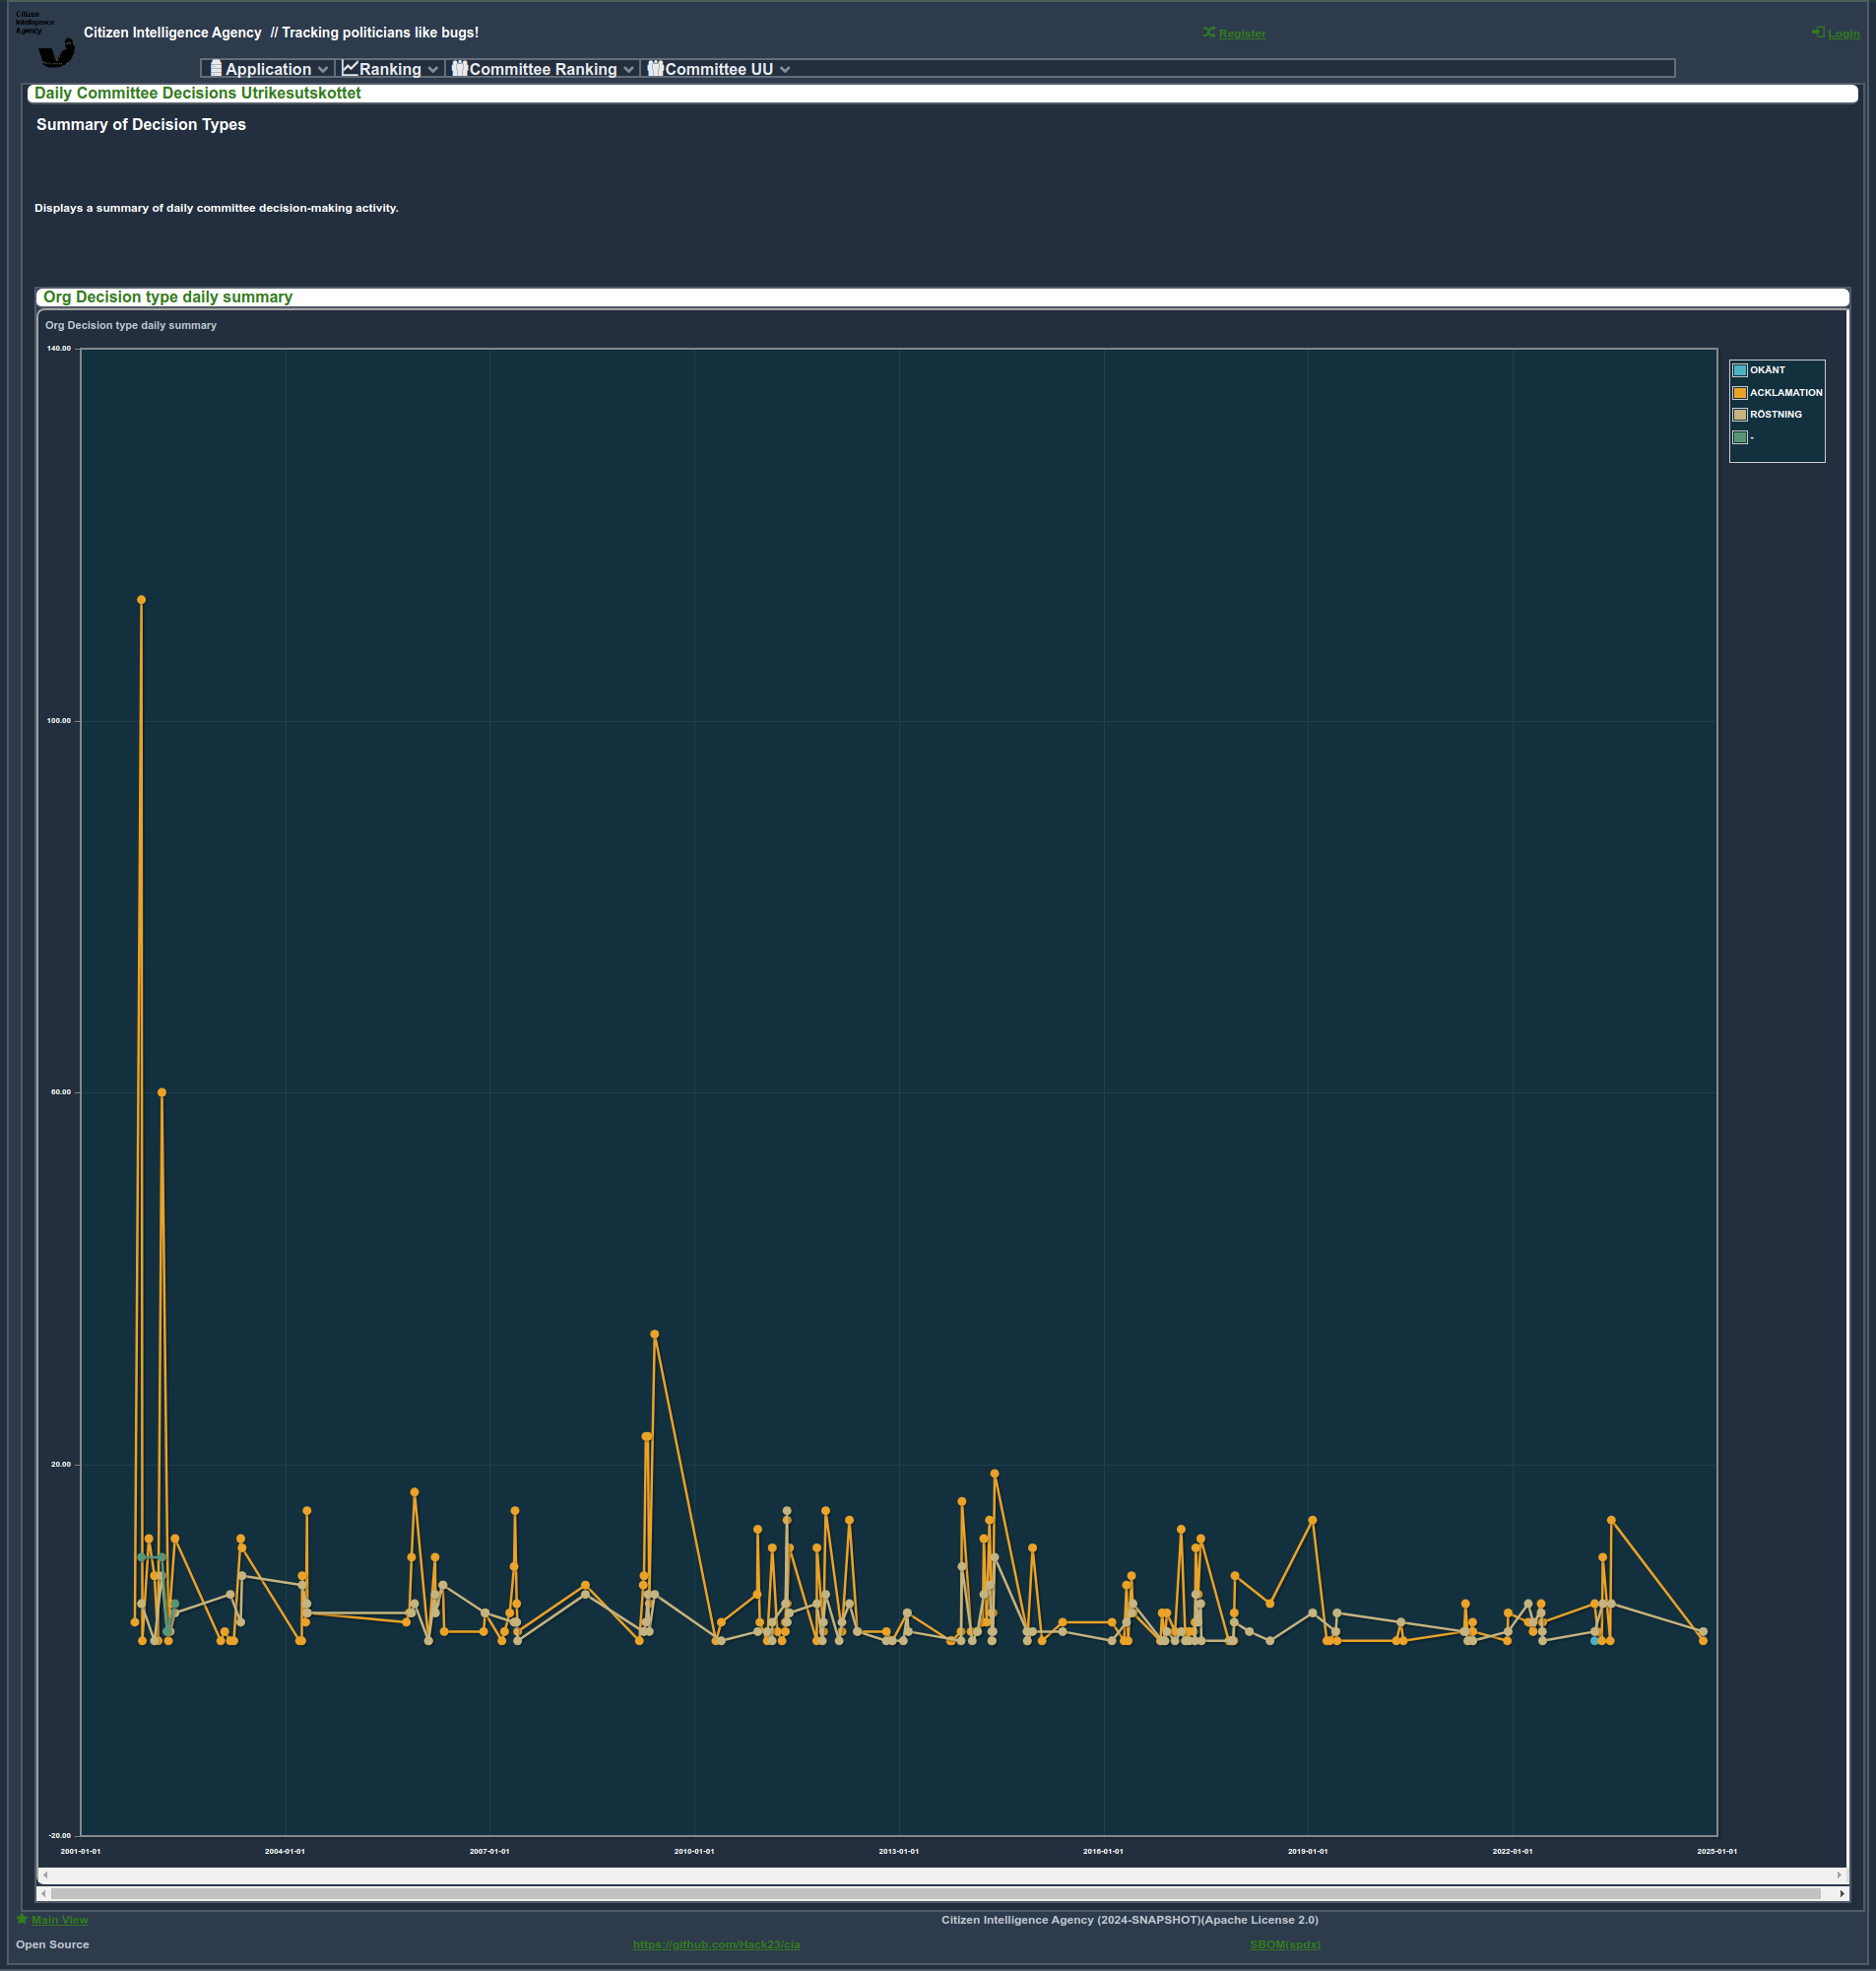 Citizen
Intelligence
Agency
Citizen Intelligence Agency // Tracking politicians like bugs!
Register
Login
Application
Ranking
Committee Ranking
Committee UU
Daily Committee Decisions Utrikesutskottet
Summary of Decision Types
Displays a summary of daily committee decision-making activity.
Org Decision type daily summary
Org Decision type daily summary
140.00
100.00
60.00
20.00
-20.00
2001-01-01
2004-01-01
2007-01-01
2010-01-01
2013-01-01
2016-01-01
2019-01-01
2022-01-01
2025-01-01
OKÄNT
ACKLAMATION
RÖSTNING
-
Main View
Citizen Intelligence Agency (2024-SNAPSHOT)(Apache License 2.0)
Open Source
https://github.com/Hack23/cia
SBOM(spdx)